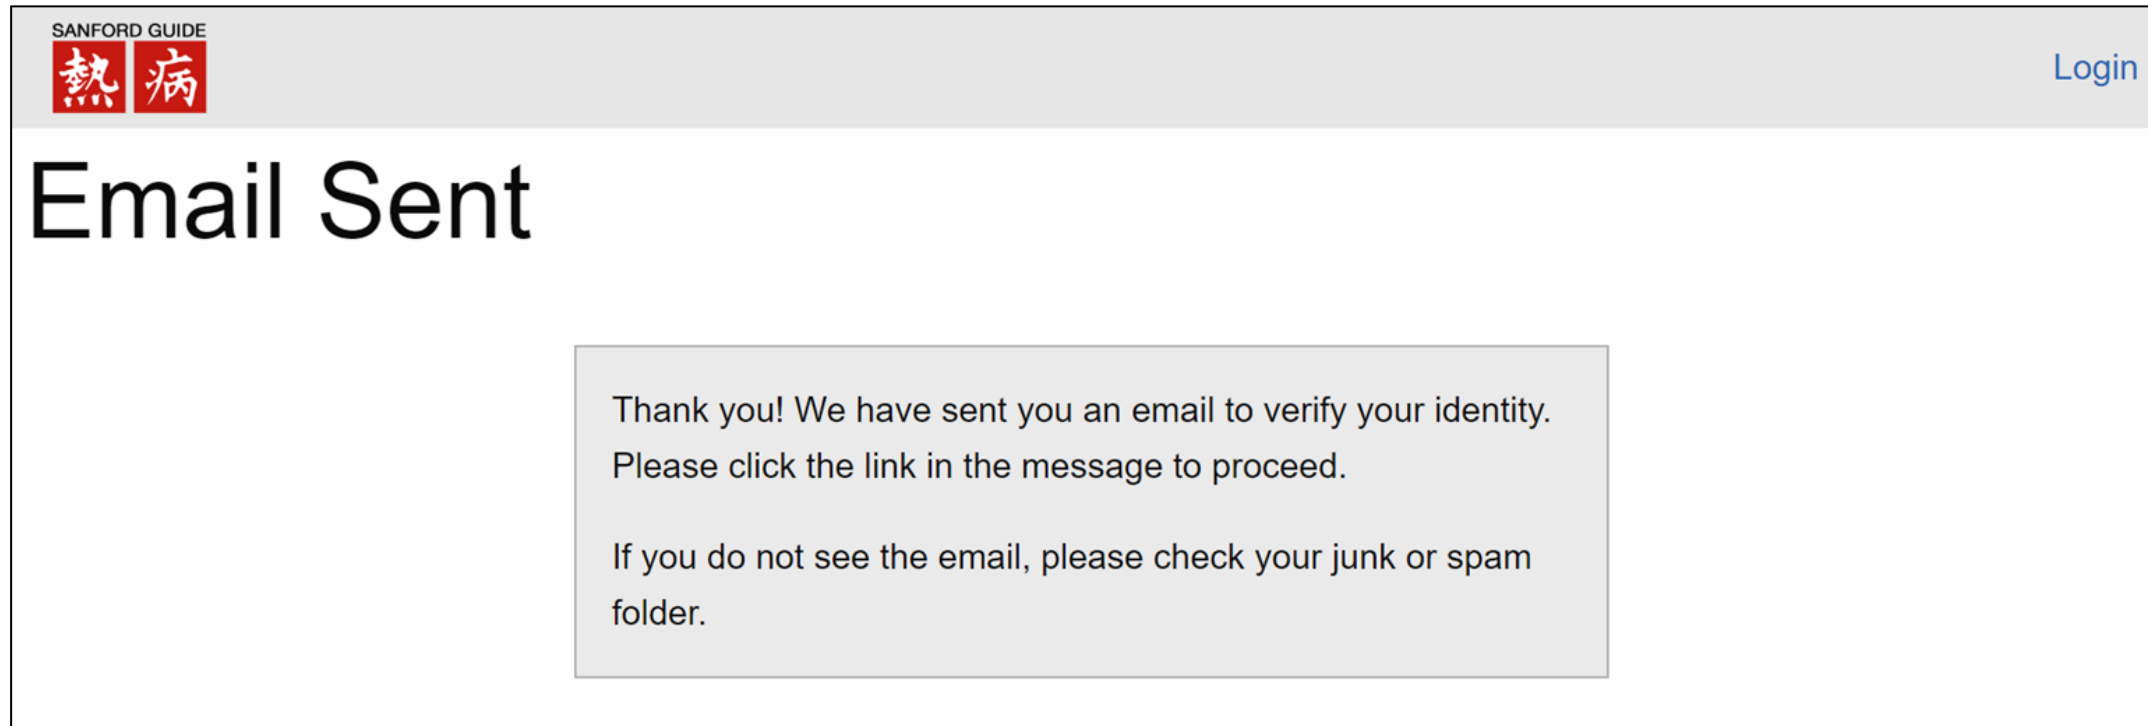 SANFORD GUIDE
熱病
Login
Email Sent
Thank you! We have sent you an email to verify your identity.
Please click the link in the message to proceed.
If you do not see the email, please check your junk or spam
folder.